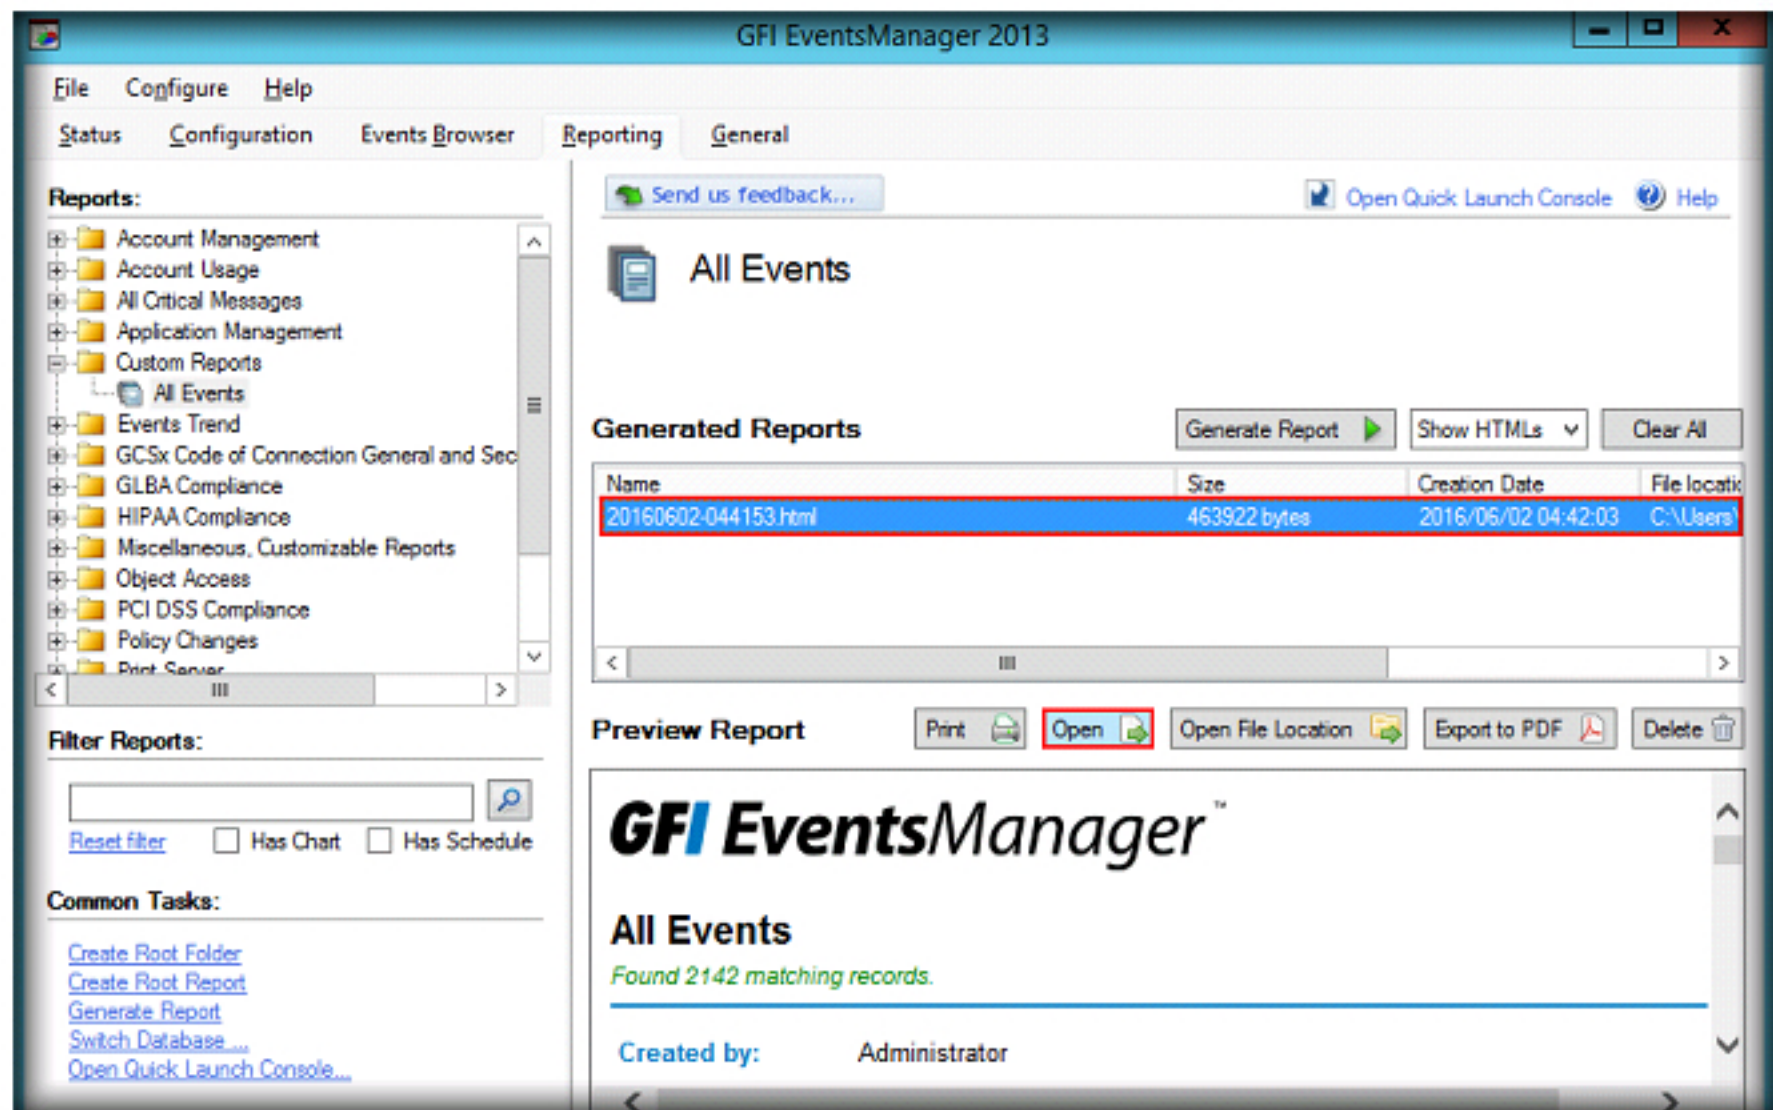 GFI EventsManager 2013
File Configure Help
Status Configuration Events Browser Reporting General
Reports:
Account Management
Account Usage
All Critical Messages
Application Management
Custom Reports
All Events
Events Trend
GCSx Code of Connection General and Sec
GLBA Compliance
HIPAA Compliance
Miscellaneous, Customizable Reports
Object Access
PCI DSS Compliance
Policy Changes
Print Server
Filter Reports:
Reset filter Has Chart Has Schedule
Common Tasks:
Create Root Folder
Create Root Report
Generate Report
Switch Database ...
Open Quick Launch Console...
Send us feedback... Open Quick Launch Console Help
All Events
Generated Reports Generate Report Show HTMLs Clear All
Name Size Creation Date File locatio
20160602-044153.html 463922 bytes 2016/06/02 04:42:03 C:\Users\
Preview Report Print Open Open File Location Export to PDF Delete
GFI EventsManager™
All Events
Found 2142 matching records.
Created by: Administrator